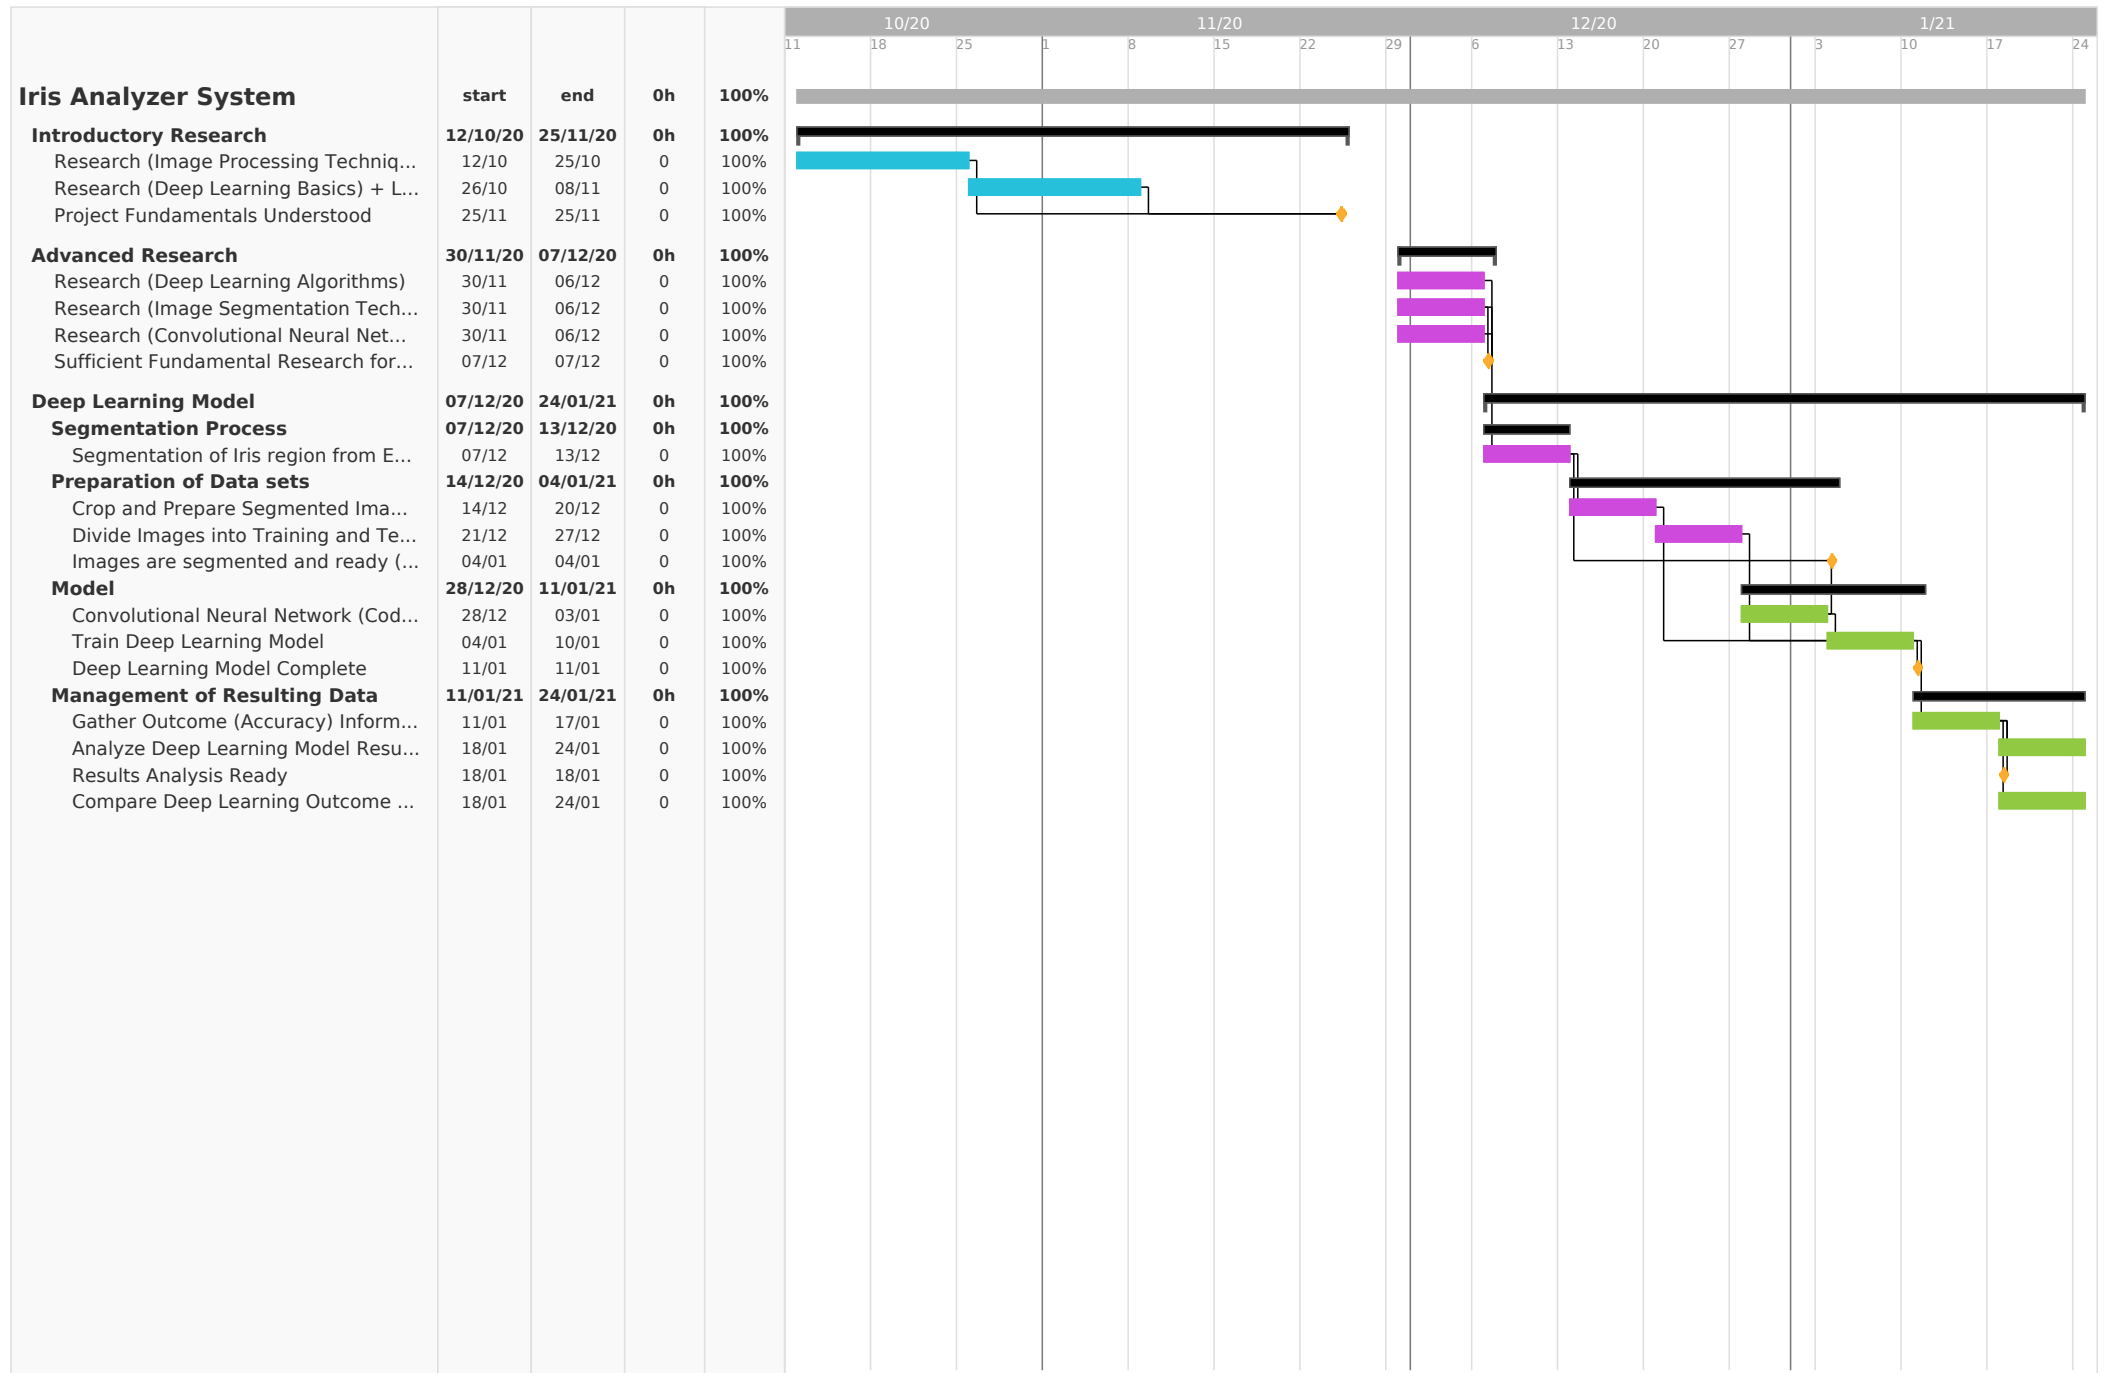 10/20 11/20 12/20 1/21
11 18 25 1 8 15 22 29 6 13 20 27 3 10 17 24
Iris Analyzer System start end 0h 100%
Introductory Research 12/10/20 25/11/20 0h 100%
Research (Image Processing Techniq... 12/10 25/10 0 100%
Research (Deep Learning Basics) + L... 26/10 08/11 0 100%
Project Fundamentals Understood 25/11 25/11 0 100%
Advanced Research 30/11/20 07/12/20 0h 100%
Research (Deep Learning Algorithms) 30/11 06/12 0 100%
Research (Image Segmentation Tech... 30/11 06/12 0 100%
Research (Convolutional Neural Net... 30/11 06/12 0 100%
Sufficient Fundamental Research for... 07/12 07/12 0 100%
Deep Learning Model 07/12/20 24/01/21 0h 100%
Segmentation Process 07/12/20 13/12/20 0h 100%
Segmentation of Iris region from E... 07/12 13/12 0 100%
Preparation of Data sets 14/12/20 04/01/21 0h 100%
Crop and Prepare Segmented Ima... 14/12 20/12 0 100%
Divide Images into Training and Te... 21/12 27/12 0 100%
Images are segmented and ready (... 04/01 04/01 0 100%
Model 28/12/20 11/01/21 0h 100%
Convolutional Neural Network (Cod... 28/12 03/01 0 100%
Train Deep Learning Model 04/01 10/01 0 100%
Deep Learning Model Complete 11/01 11/01 0 100%
Management of Resulting Data 11/01/21 24/01/21 0h 100%
Gather Outcome (Accuracy) Inform... 11/01 17/01 0 100%
Analyze Deep Learning Model Resu... 18/01 24/01 0 100%
Results Analysis Ready 18/01 18/01 0 100%
Compare Deep Learning Outcome ... 18/01 24/01 0 100%